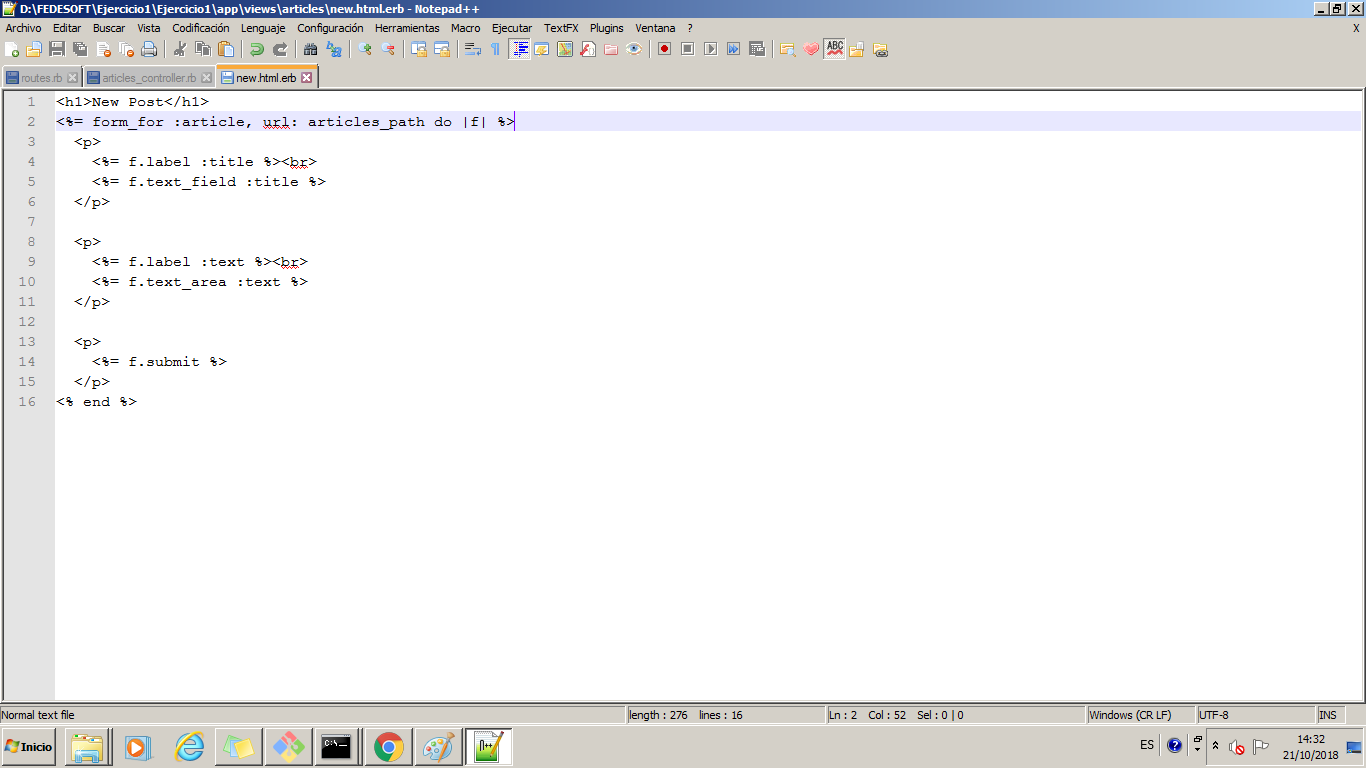 D:\FEDESOFT\Ejercicio1\Ejercicio1\app\views\articles\new.html.erb - Notepad++
Archivo Editar Buscar Vista Codificación Lenguaje Configuración Herramientas Macro Ejecutar TextFX Plugins Ventana ? X
ABC
routes.rb articles_controller.rb new.html.erb
1 <h1>New Post</h1>
2 <%= form_for :article, url: articles_path do |f| %>
3 <p>
4 <%= f.label :title %><br>
5 <%= f.text_field :title %>
6 </p>
7
8 <p>
9 <%= f.label :text %><br>
10 <%= f.text_area :text %>
11 </p>
12
13 <p>
14 <%= f.submit %>
15 </p>
16 <% end %>
Normal text file length : 276 lines : 16 Ln : 2 Col : 52 Sel : 0 | 0 Windows (CR LF) UTF-8 INS
Inicio C:\ ES ? 14:32
21/10/2018